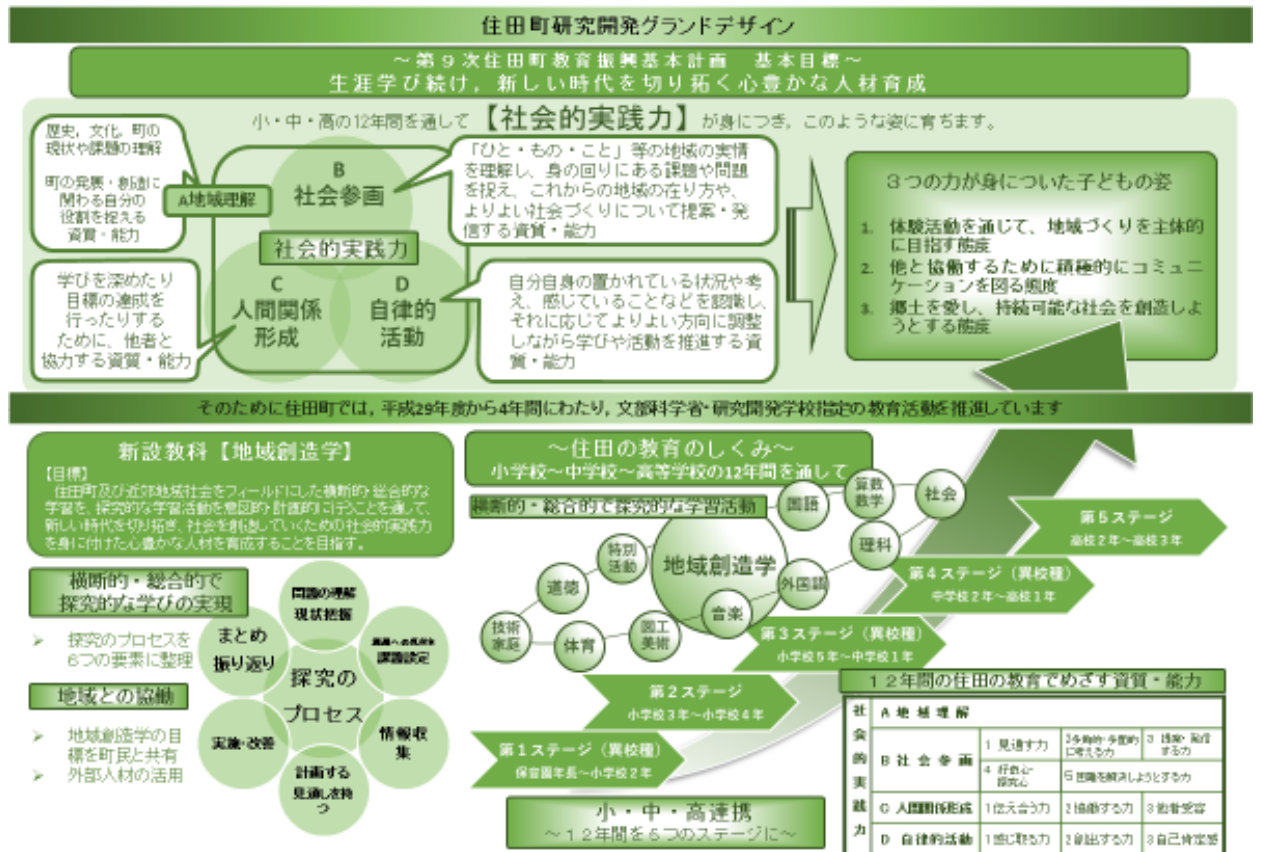 住田町研究開発グランドデザイン
～第９次住田町教育振興基本計画　基本目標～
生涯学び続け，新しい時代を切り拓く心豊かな人材育成
小・中・高の12年間を通して【社会的実践力】が身につき，このような姿に育ちます。
歴史，文化，町の
現状や課題の理解
町の発展・創造に
関わる自分の
役割を捉える
資質・能力
A地域理解
B
社会参画
「ひと・もの・こと」等の地域の実情
を理解し、身の回りにある課題や問題
を捉え、これからの地域の在り方や、
よりよい社会づくりについて提案・発
信する資質・能力
社会的実践力
学びを深めたり
目標の達成を
行ったりする
ために、他者と
協力する資質・能力
C
人間関係
形成
D
自律的
活動
自分自身の置かれている状況や考
え、感じていることなどを認識し、
それに応じてよりよい方向に調整
しながら学びや活動を推進する資
質・能力
３つの力が身についた子どもの姿
1. 体験活動を通じて、地域づくりを主体的
に目指す態度
2. 他と協働するために積極的にコミュニ
ケーションを図る態度
3. 郷土を愛し、持続可能な社会を創造しよ
うとする態度
そのために住田町では，平成29年度から4年間にわたり，文部科学省・研究開発学校指定の教育活動を推進しています
新設教科【地域創造学】
【目標】
住田町及び近郊地域社会をフィールドにした横断的・総合的な
学習を、探究的な学習活動を意図的・計画的に行うことを通して、
新しい時代を切り拓き、社会を創造していくための社会的実践力
を身に付けた心豊かな人材を育成することを目指す。
横断的・総合的で
探究的な学びの実現
➢ 探究のプロセスを
６つの要素に整理
地域との協働
➢ 地域創造学の目
標を町民と共有
➢ 外部人材の活用
問題の理解
現状把握
課題設定
情報収
集
計画する
見通しを持
つ
実施・改善
まとめ
振り返り
探究の
プロセス
～住田の教育のしくみ～
小学校～中学校～高等学校の12年間を通して
横断的・総合的で探究的な学習活動
国語
算数
数学
社会
理科
外国語
音楽
図工
美術
体育
技術
家庭
道徳
特別
活動
地域創造学
第５ステージ
高校２年～高校３年
第４ステージ（異校種）
中学校２年～高校１年
第３ステージ（異校種）
小学校５年～中学校１年
第２ステージ
小学校３年～小学校４年
第１ステージ（異校種）
保育園年長～小学校２年
小・中・高連携
～１２年間を５つのステージに～
１２年間の住田の教育でめざす資質・能力
社会的実践力
A 地域理解
B 社会参画
1 見通す力
2 多角的・多面的
に考える力
3 提案・発信
する力
4 好奇心・
探究心
5 困難を解決しようとする力
C 人間関係形成
1 伝え合う力
2 協働する力
3 他者受容
D 自律的活動
1 感じ取る力
2 創出する力
3 自己肯定感